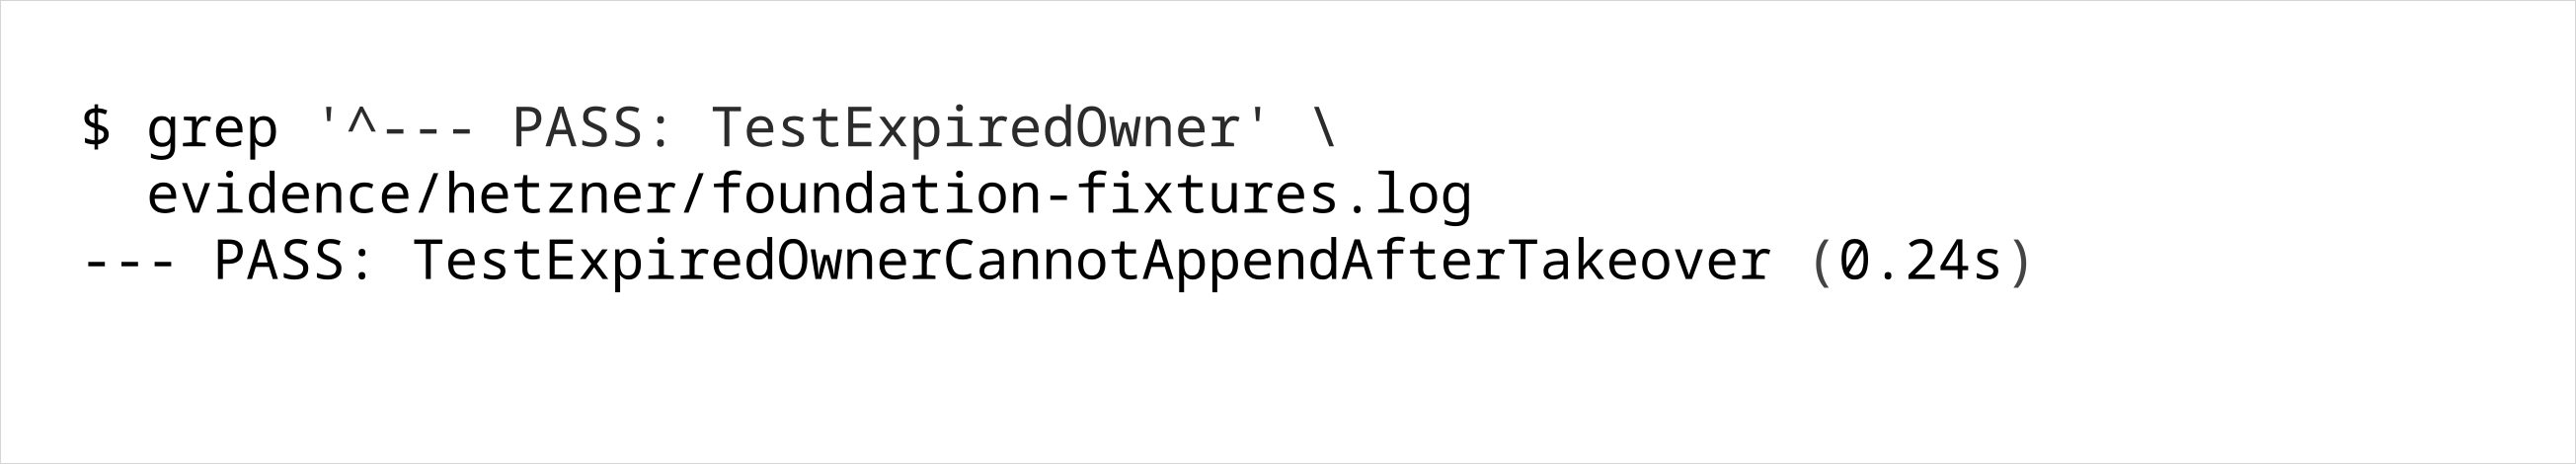 $ grep '^--- PASS: TestExpiredOwner' \
  evidence/hetzner/foundation-fixtures.log
--- PASS: TestExpiredOwnerCannotAppendAfterTakeover (0.24s)